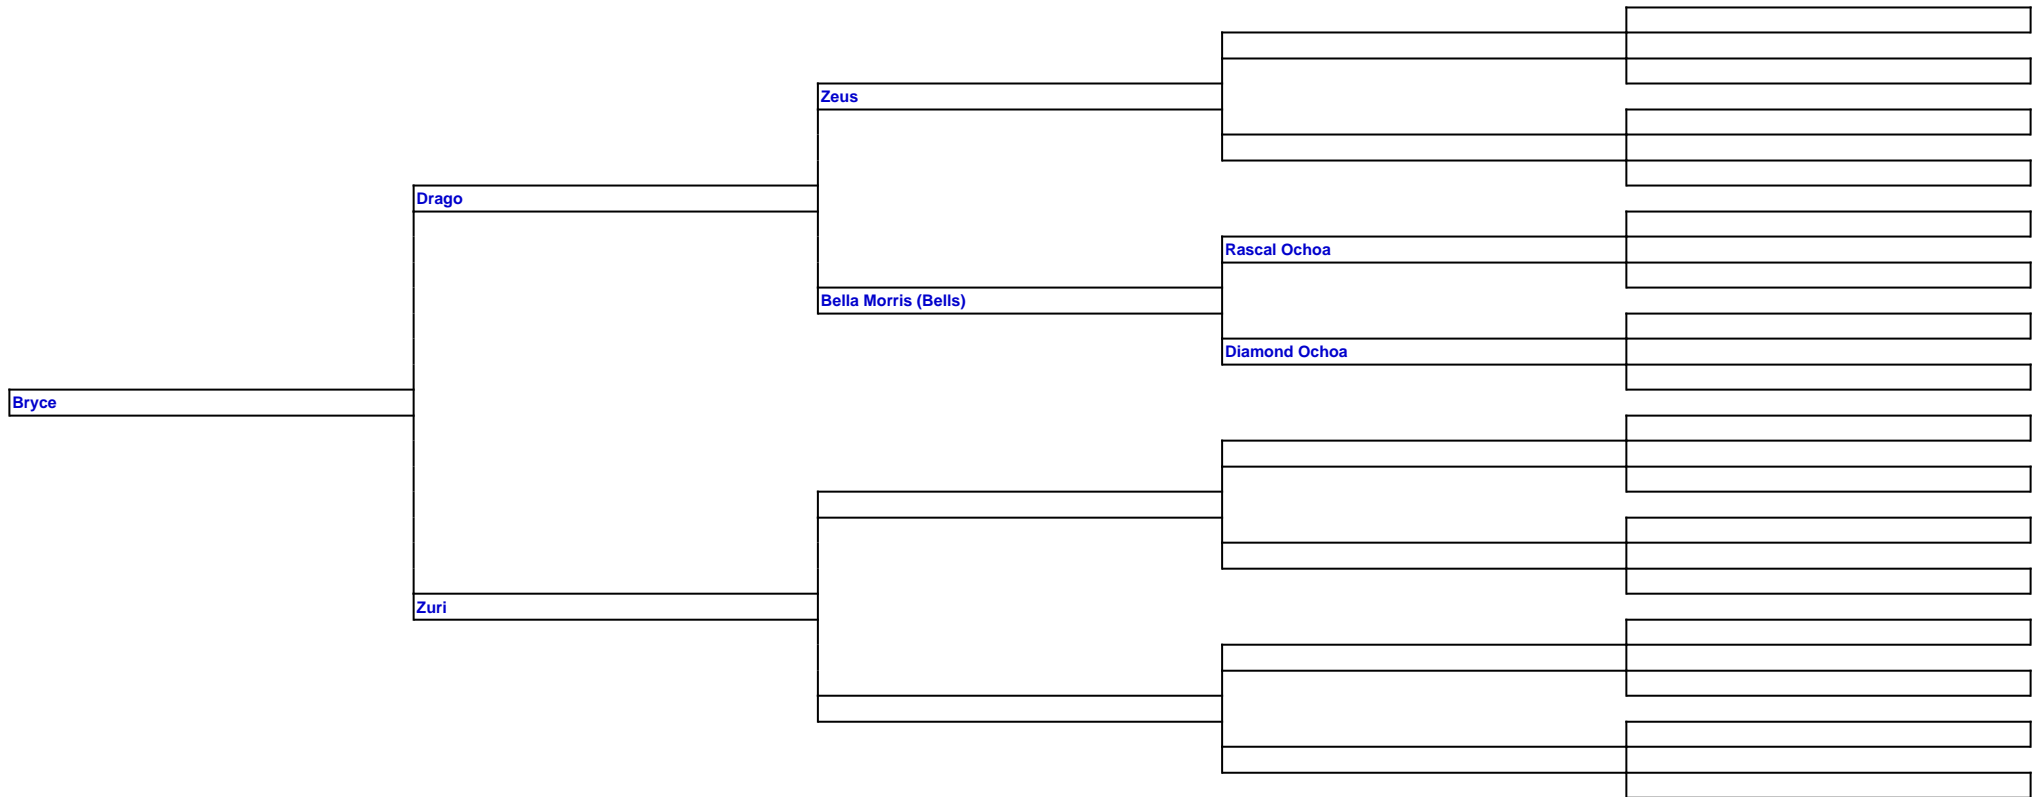 Zeus
Drago
Rascal Ochoa
Bella Morris (Bells)
Diamond Ochoa
Bryce
Zuri